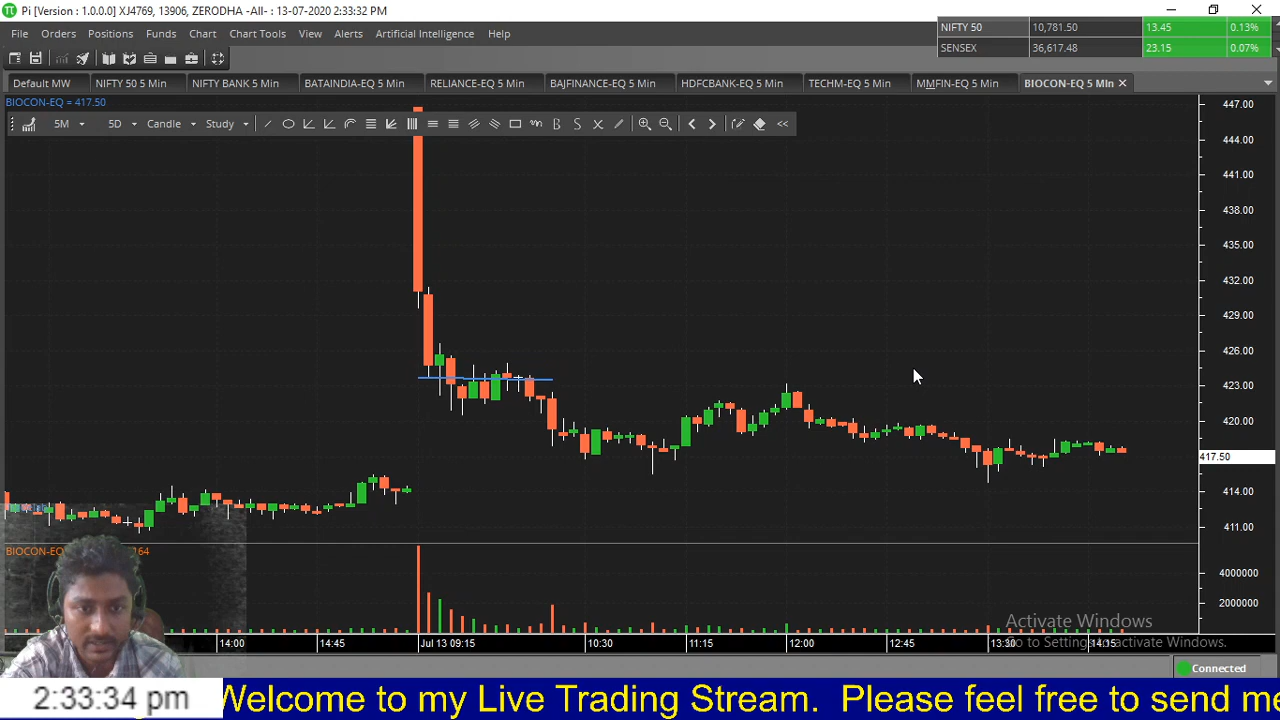 Pi [Version : 1.0.0.0] XJ4769, 13906, ZERODHA -All- : 13-07-2020 2:33:32 PM
File Orders Positions Funds Chart Chart Tools View Alerts Artificial Intelligence Help
NIFTY 50 10,781.50 13.45 0.13%
SENSEX 36,617.48 23.15 0.07%
Default MW NIFTY 50 5 Min NIFTY BANK 5 Min BATAINDIA-EQ 5 Min RELIANCE-EQ 5 Min BAJFINANCE-EQ 5 Min HDFCBANK-EQ 5 Min TECHM-EQ 5 Min MMFIN-EQ 5 Min BIOCON-EQ 5 Min
BIOCON-EQ = 417.50
5M 5D Candle Study
447.00
444.00
441.00
438.00
435.00
432.00
429.00
426.00
423.00
420.00
417.50
414.00
411.00
BIOCON-EQ
4000000
2000000
Activate Windows
Go to Settings to activate Windows.
14:00 14:45 Jul 13 09:15 10:30 11:15 12:00 12:45 13:30 14:15
Connected
2:33:34 pm
Welcome to my Live Trading Stream. Please feel free to send me